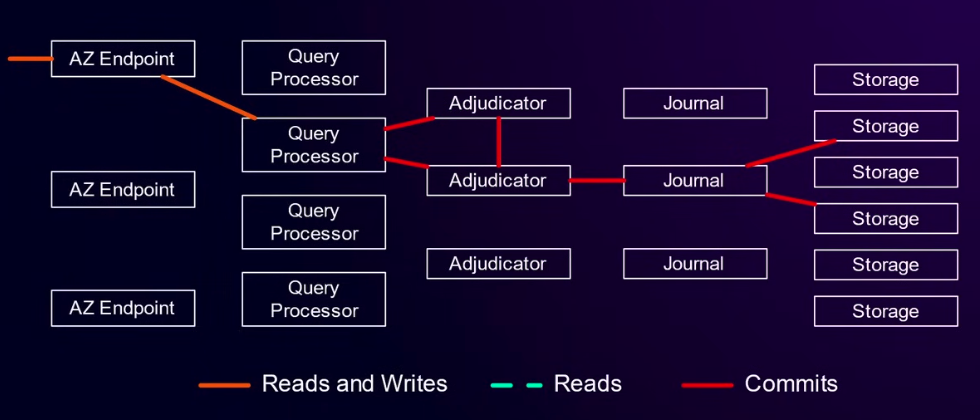 AZ Endpoint
AZ Endpoint
AZ Endpoint
Query
Processor
Query
Processor
Query
Processor
Query
Processor
Adjudicator
Adjudicator
Adjudicator
Journal
Journal
Journal
Storage
Storage
Storage
Storage
Storage
Storage
Reads and Writes
Reads
Commits